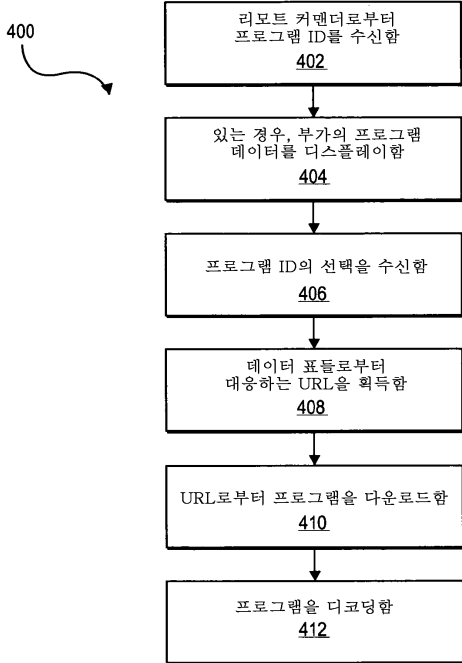 400
리모트 커맨더로부터
프로그램 ID를 수신함
402
있는 경우, 부가의 프로그램
데이터를 디스플레이함
404
프로그램 ID의 선택을 수신함
406
데이터 표들로부터
대응하는 URL을 획득함
408
URL로부터 프로그램을 다운로드함
410
프로그램을 디코딩함
412